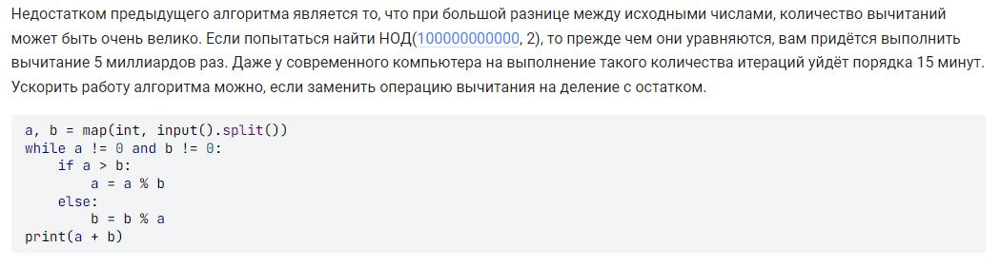 Недостатком предыдущего алгоритма является то, что при большой разнице между исходными числами, количество вычитаний
может быть очень велико. Если попытаться найти НОД(100000000000, 2), то прежде чем они уравняются, вам придётся выполнить
вычитание 5 миллиардов раз. Даже у современного компьютера на выполнение такого количества итераций уйдёт порядка 15 минут.
Ускорить работу алгоритма можно, если заменить операцию вычитания на деление с остатком.
a, b = map(int, input().split())
while a != 0 and b != 0:
    if a > b:
        a = a % b
    else:
        b = b % a
print(a + b)